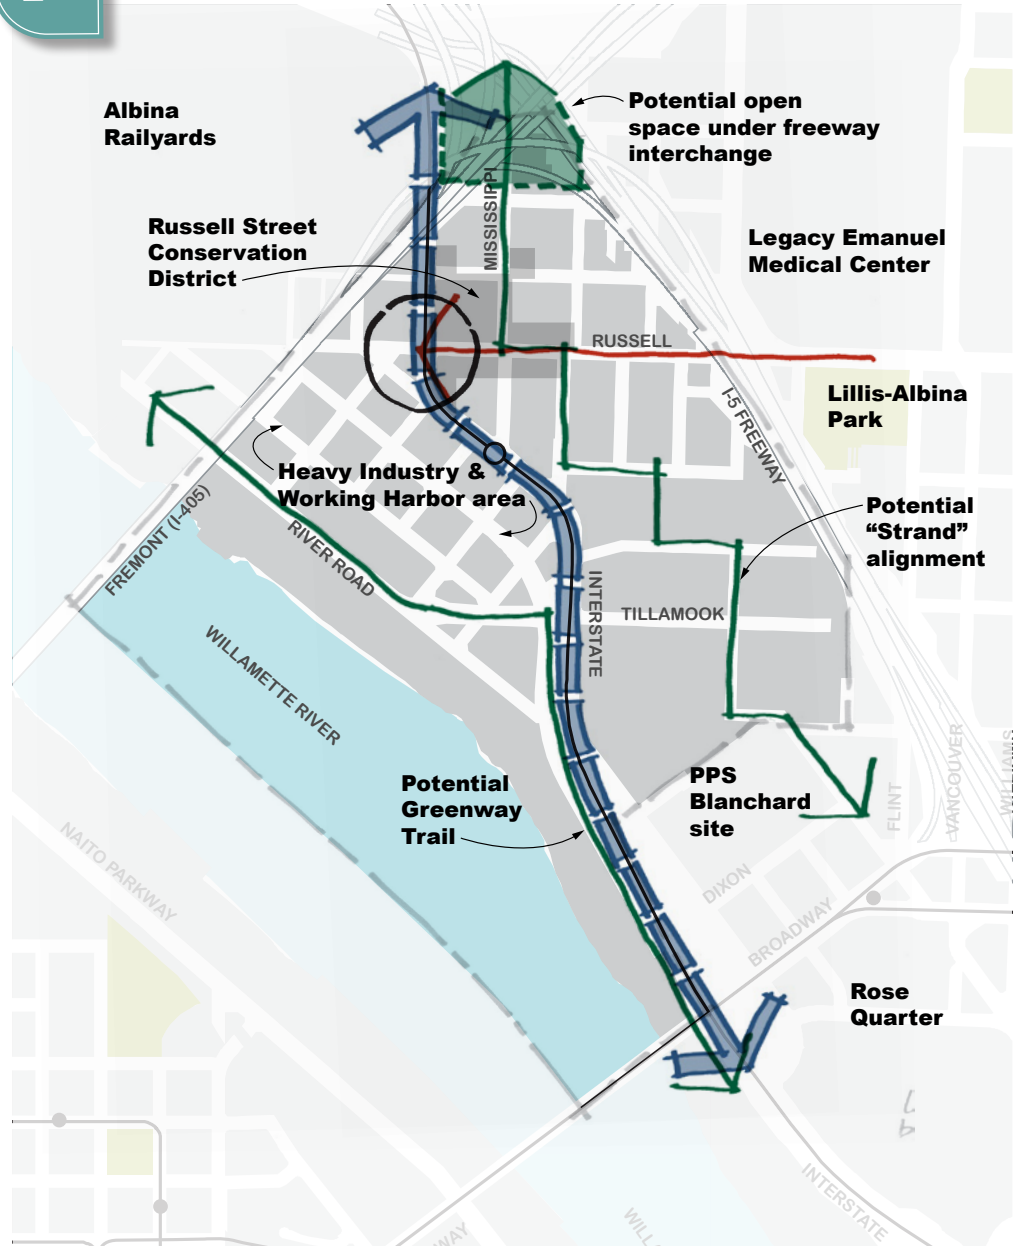 Albina
Railyards
Potential open
space under freeway
interchange
MISSISSIPPI
Russell Street
Conservation
District
Legacy Emanuel
Medical Center
RUSSELL
I-5 FREEWAY
Lillis-Albina
Park
Heavy Industry &
Working Harbor area
FREMONT (I-405)
RIVER ROAD
Potential
“Strand”
alignment
INTERSTATE
TILLAMOOK
WILLAMETTE RIVER
Potential
Greenway
Trail
PPS
Blanchard
site
FLINT
VANCOUVER
WILLIAMS
NAITO PARKWAY
DIXON
BROADWAY
Rose
Quarter
INTERSTATE